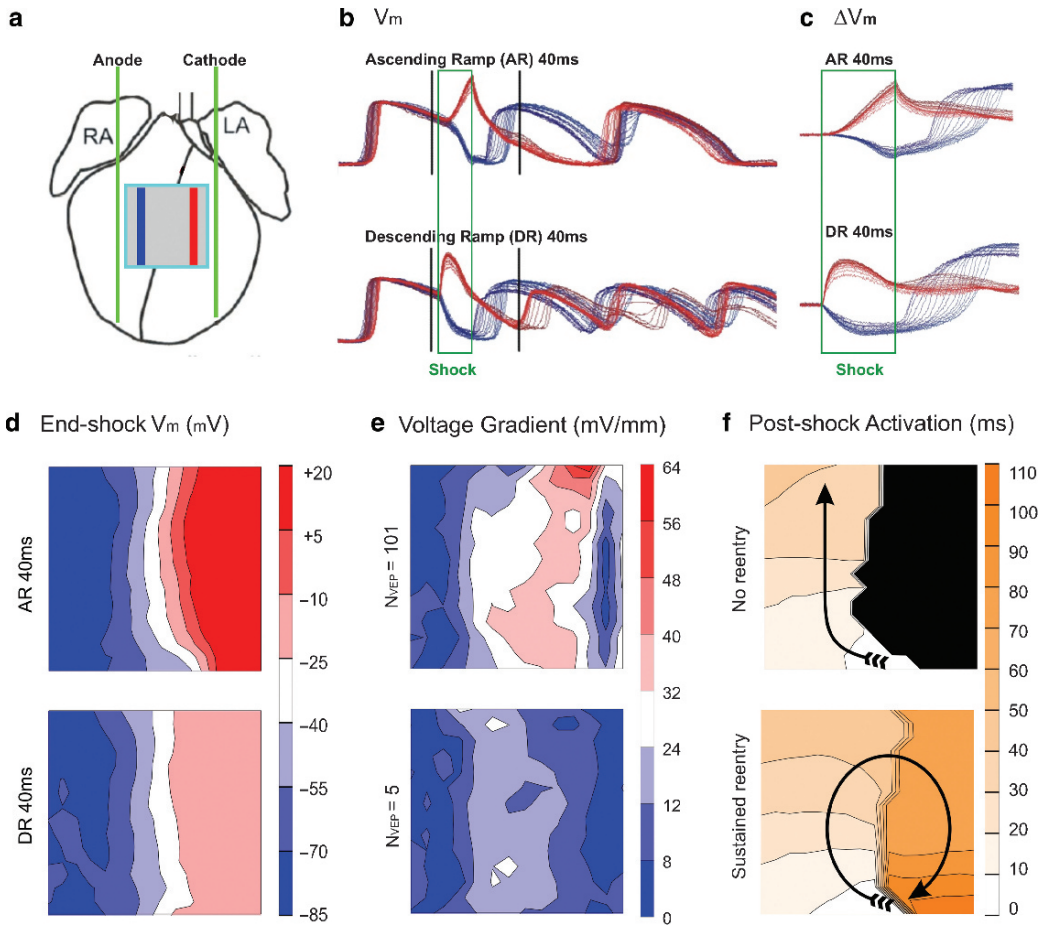 a
Anode Cathode
RA
LA
b Vm
Ascending Ramp (AR) 40ms
Descending Ramp (DR) 40ms
Shock
c ΔVm
AR 40ms
DR 40ms
Shock
d End-shock Vm (mV)
AR 40ms
DR 40ms
+20
+5
−10
−25
−40
−55
−70
−85
e Voltage Gradient (mV/mm)
NVEP = 101
NVEP = 5
64
56
48
40
32
24
12
8
0
f Post-shock Activation (ms)
No reentry
Sustained reentry
110
100
90
80
70
60
50
40
30
20
10
0